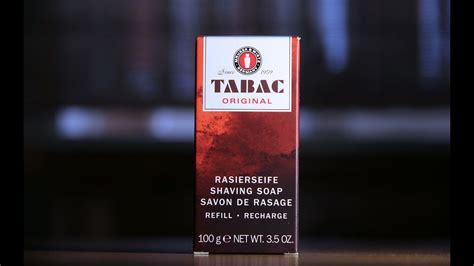 Since 1959
TABAC
ORIGINAL
RASIERSEIFE
SHAVING SOAP
SAVON DE RASAGE
REFILL • RECHARGE
100 g ℮ NET WT. 3.5 OZ.